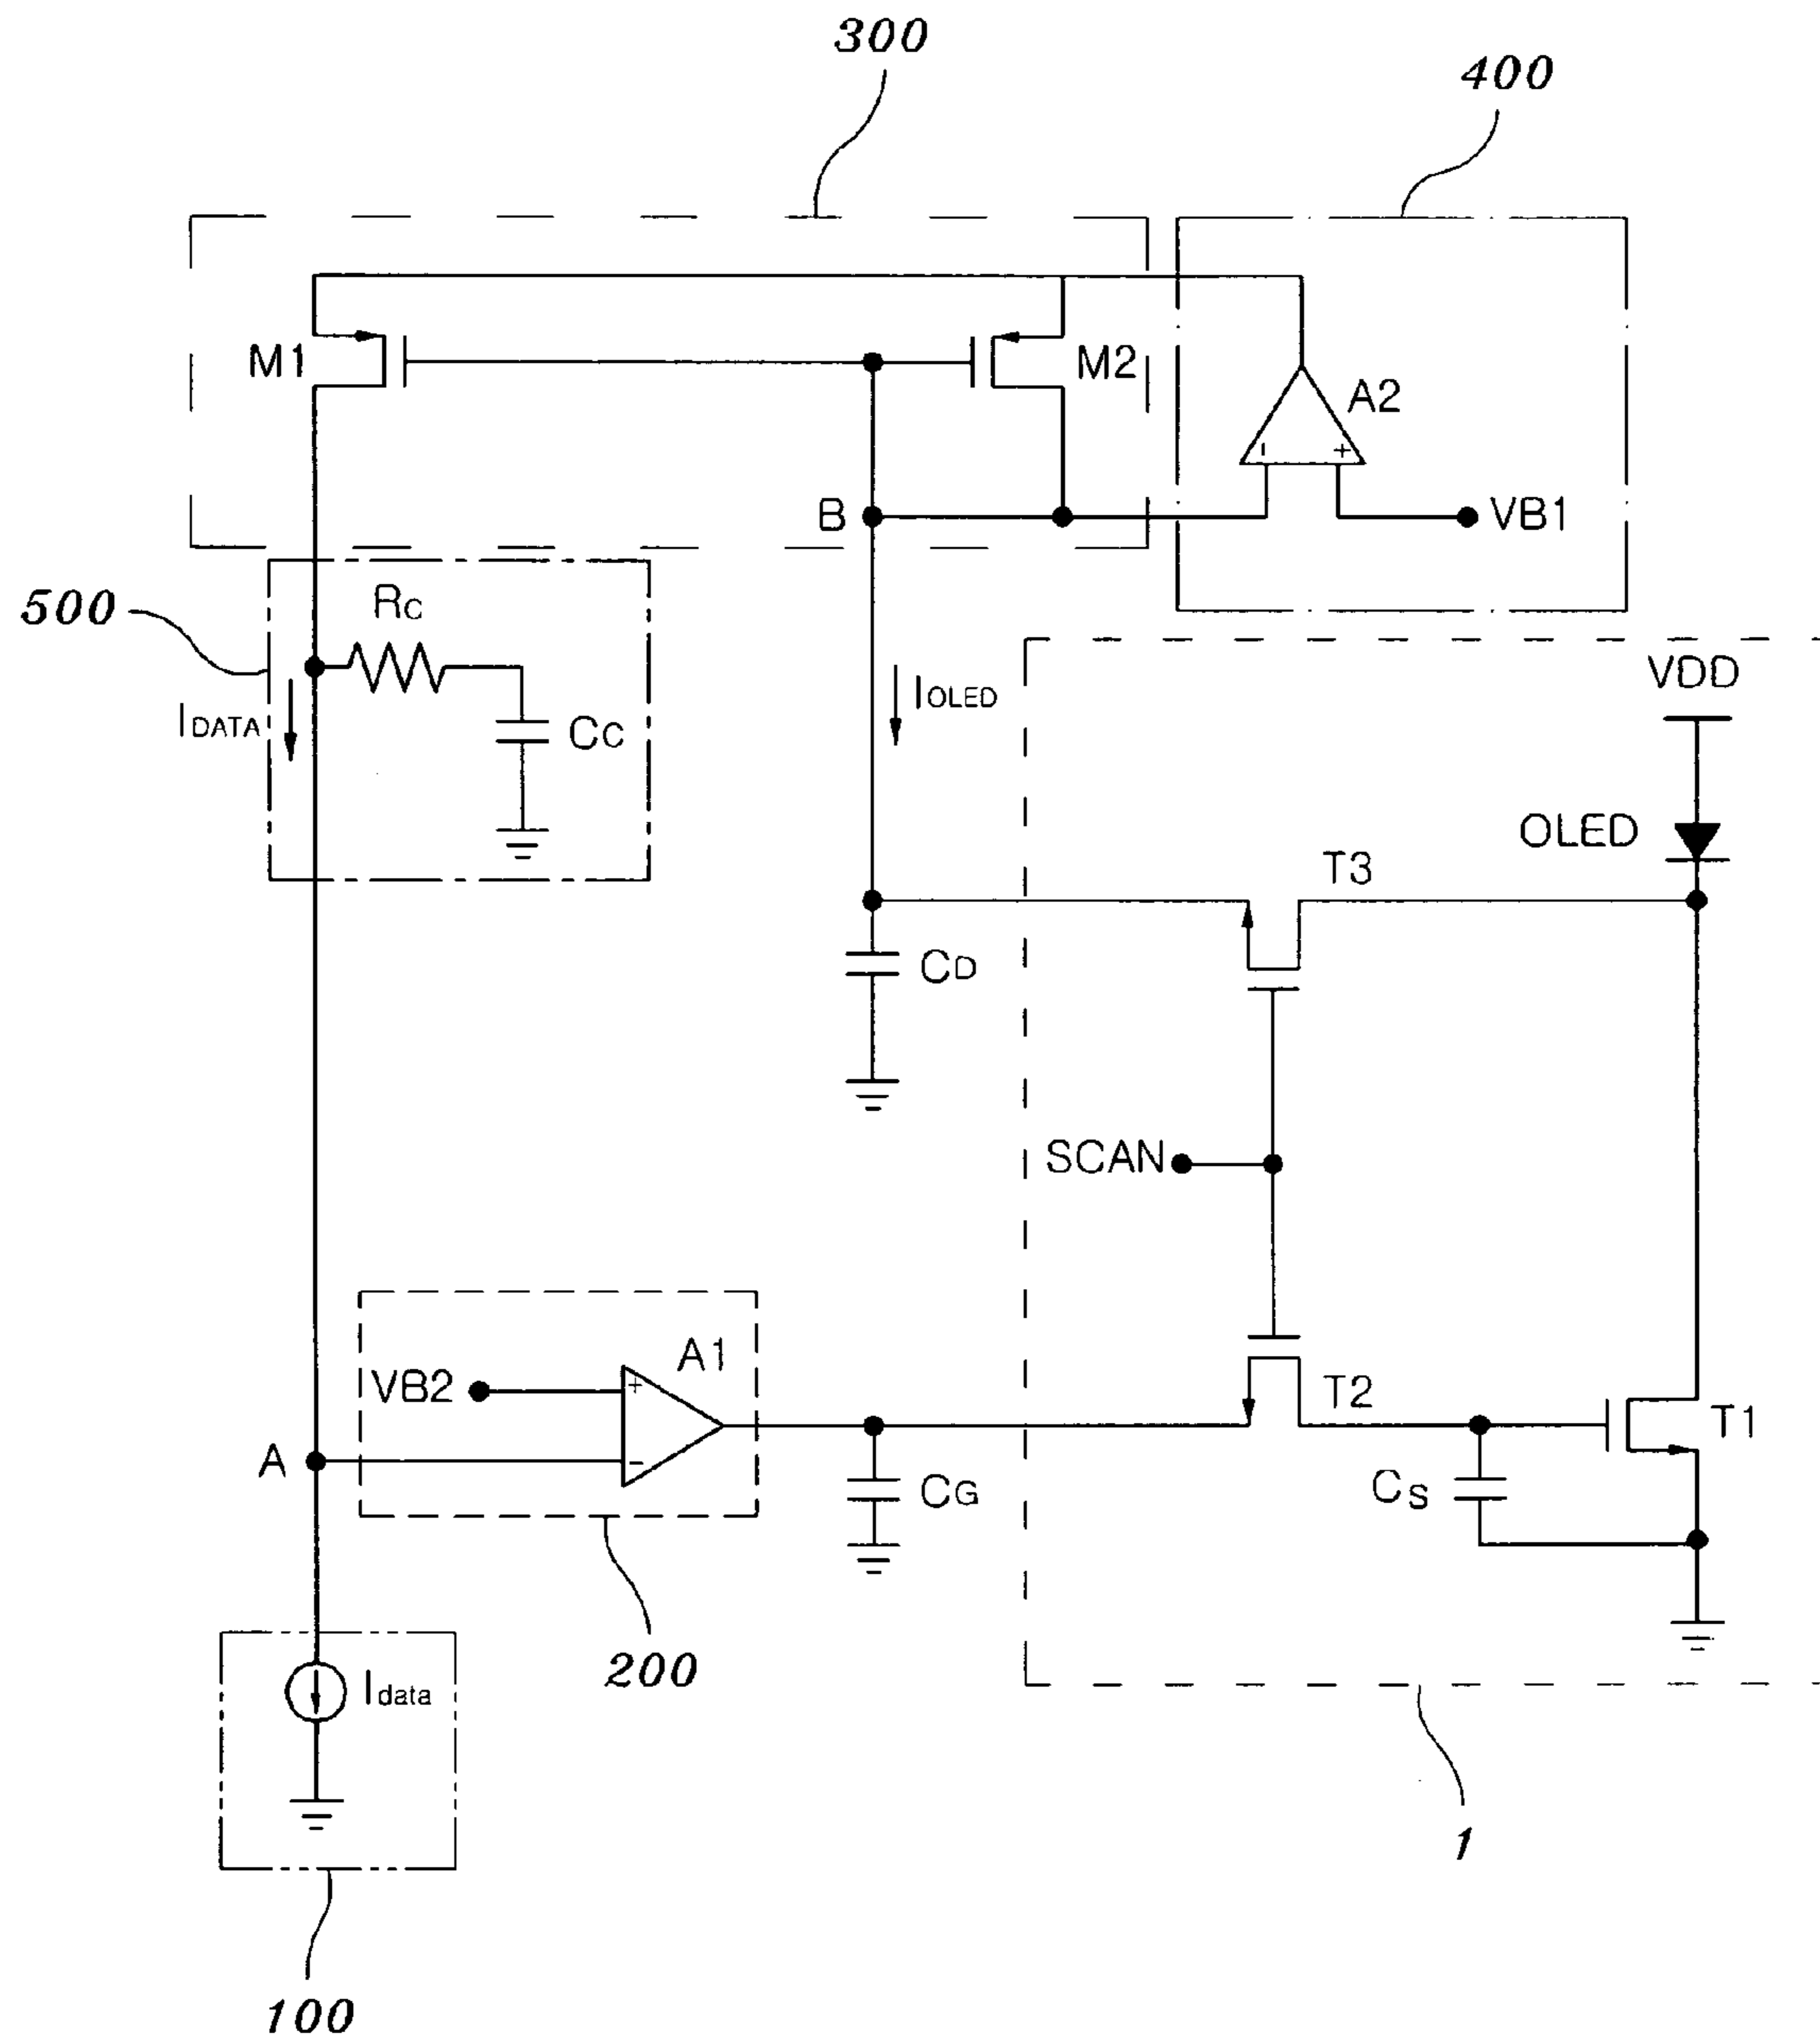 300
400
M1
M2
A2
- +
B
VB1
500
RC
IDATA
CC
IOLED
VDD
OLED
T3
CD
SCAN
A1
VB2
+
T2
T1
A
-
CG
CS
200
Idata
1
100